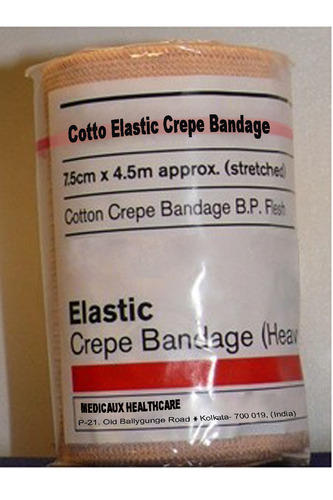 Cotto Elastic Crepe Bandage
7.5cm x 4.5m approx. (stretched)
Cotton Crepe Bandage B.P. Flesh
Elastic
Crepe Bandage (Heav
MEDICAUX HEALTHCARE
P-21, Old Ballygunge Road ♦ Kolkata- 700 019, (India)